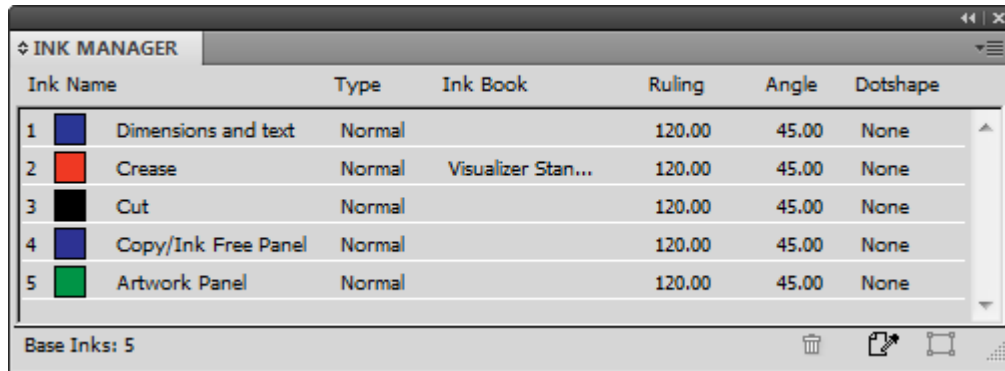 INK MANAGER
Ink Name Type Ink Book Ruling Angle Dotshape
1 Dimensions and text Normal 120.00 45.00 None
2 Crease Normal Visualizer Stan... 120.00 45.00 None
3 Cut Normal 120.00 45.00 None
4 Copy/Ink Free Panel Normal 120.00 45.00 None
5 Artwork Panel Normal 120.00 45.00 None
Base Inks: 5